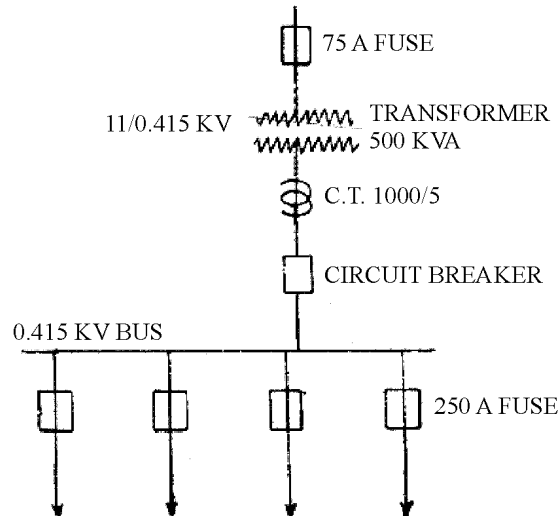 75 A FUSE
11/0.415 KV
TRANSFORMER
500 KVA
C.T. 1000/5
CIRCUIT BREAKER
0.415 KV BUS
250 A FUSE